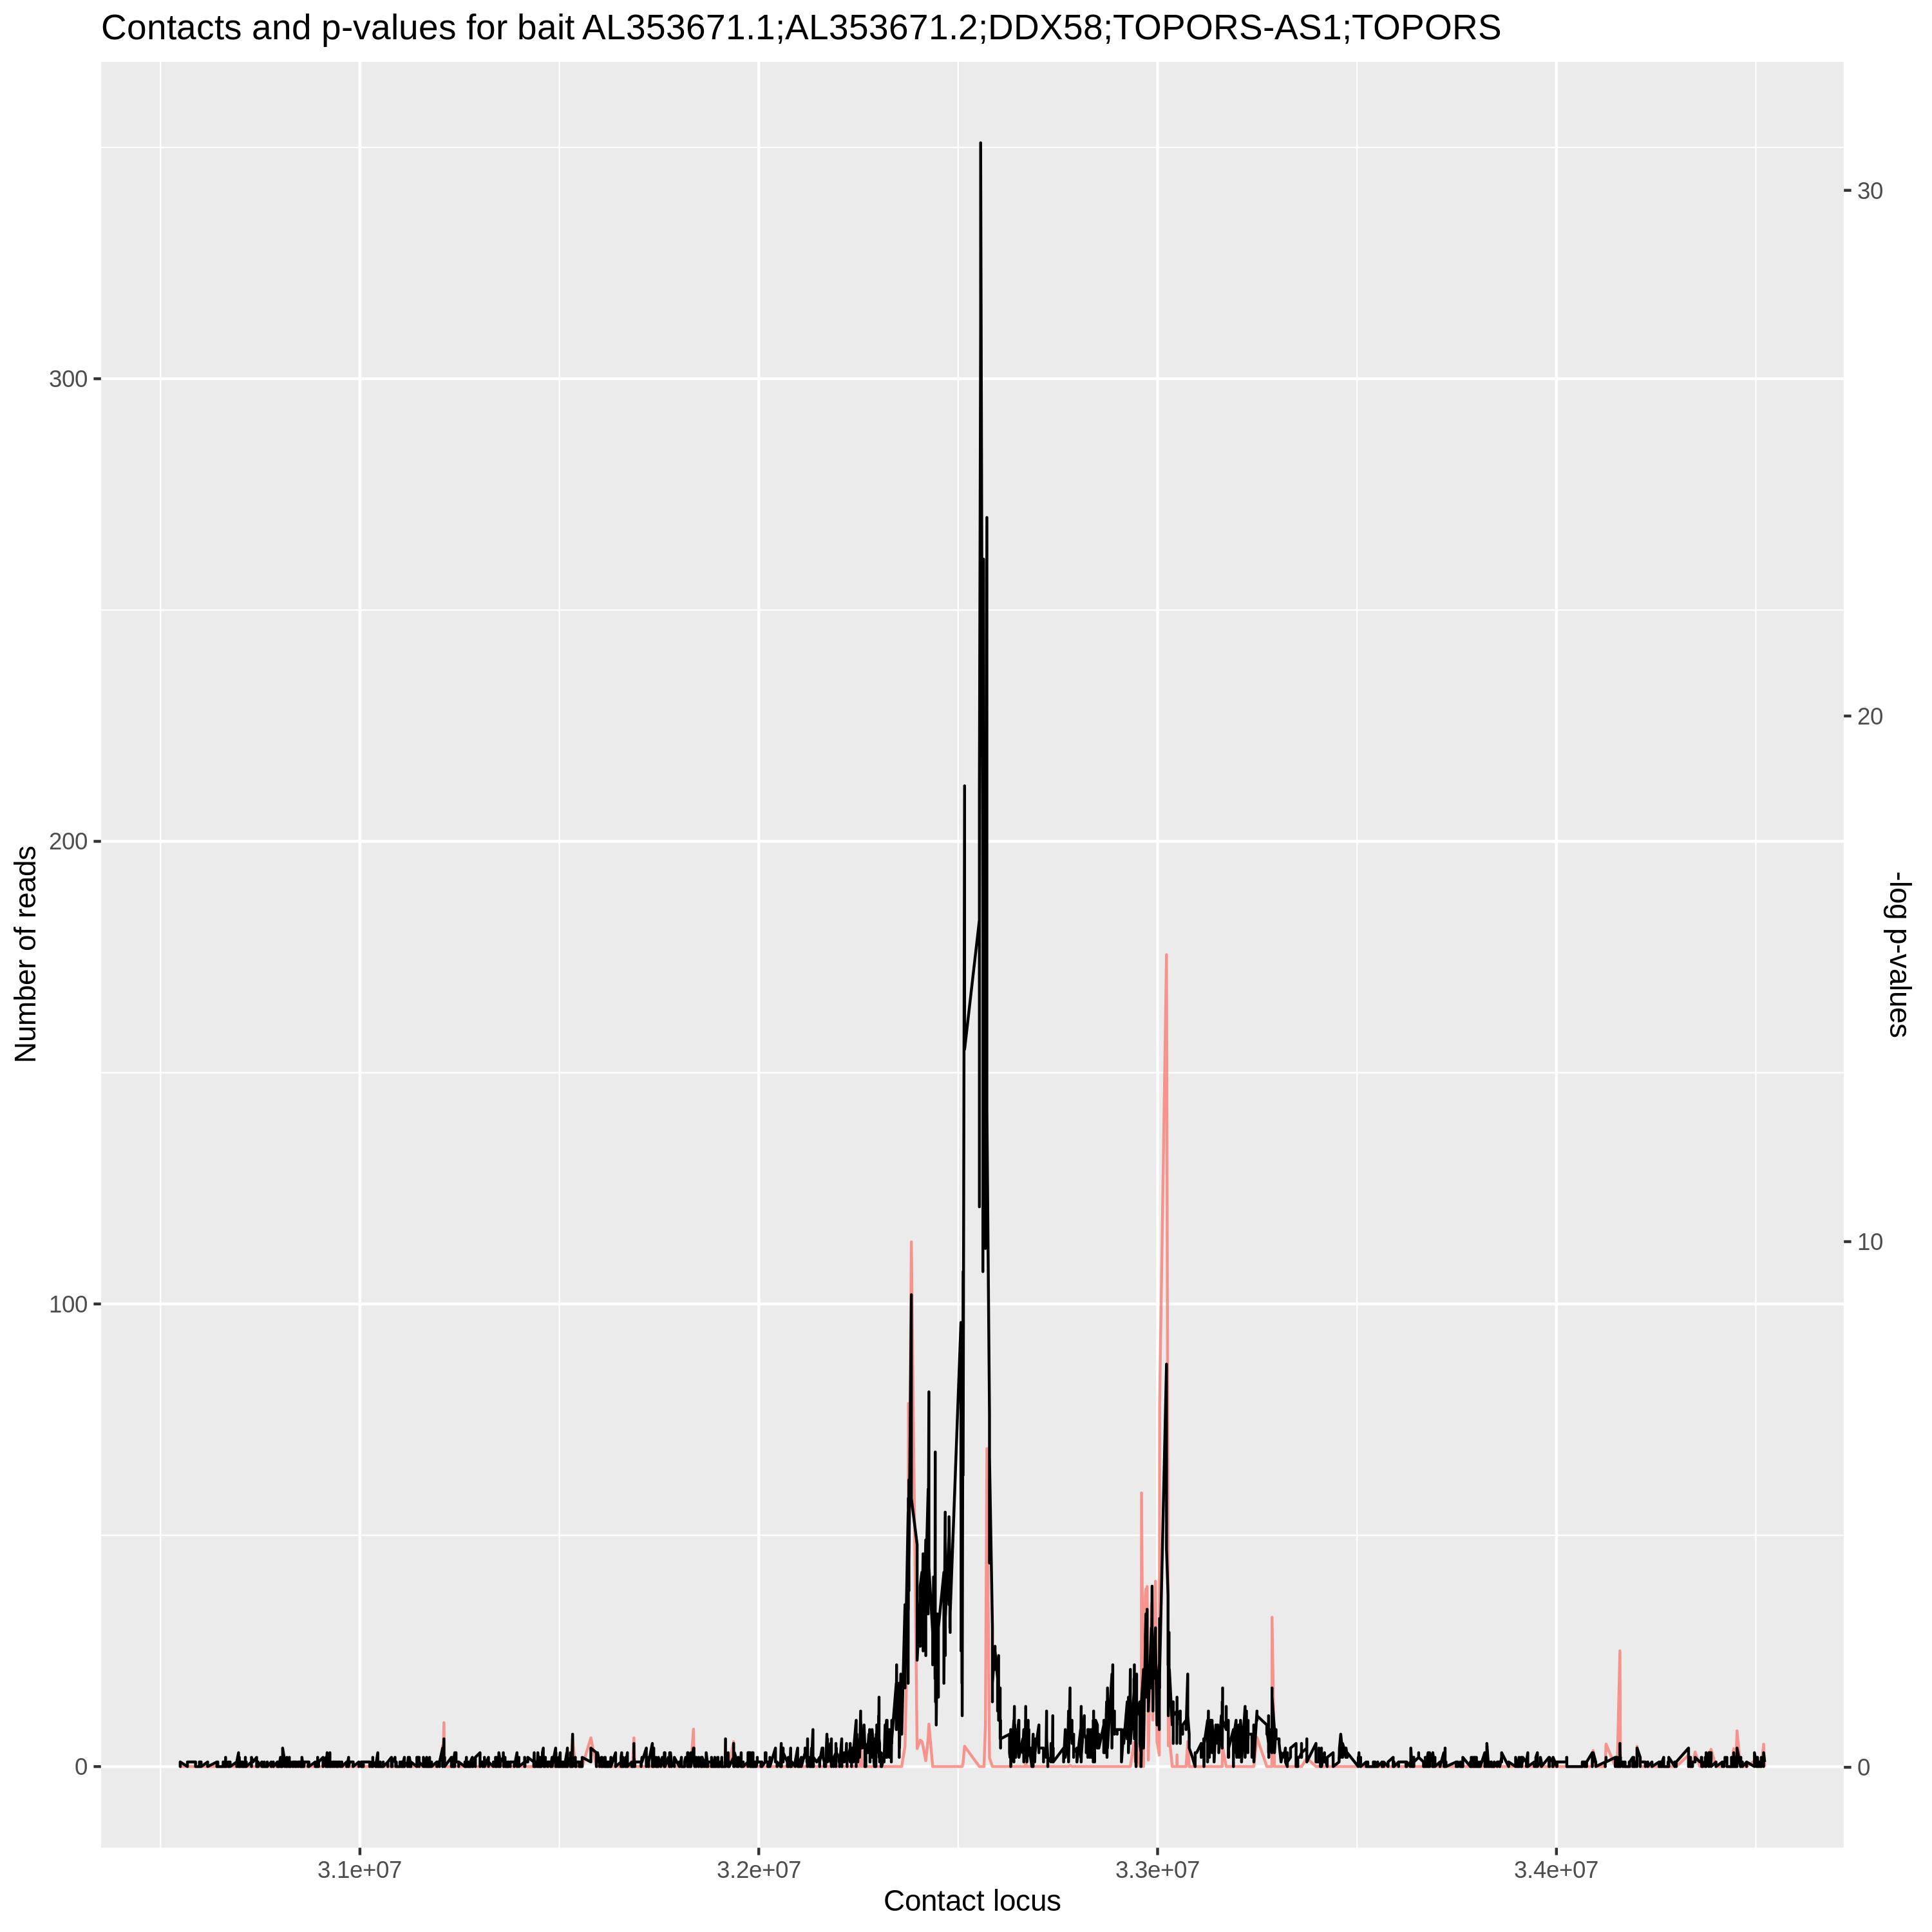 Contacts and p-values for bait AL353671.1;AL353671.2;DDX58;TOPORS-AS1;TOPORS
Number of reads
300
200
100
0
30
20
10
0
-log p-values
3.1e+07
3.2e+07
3.3e+07
3.4e+07
Contact locus